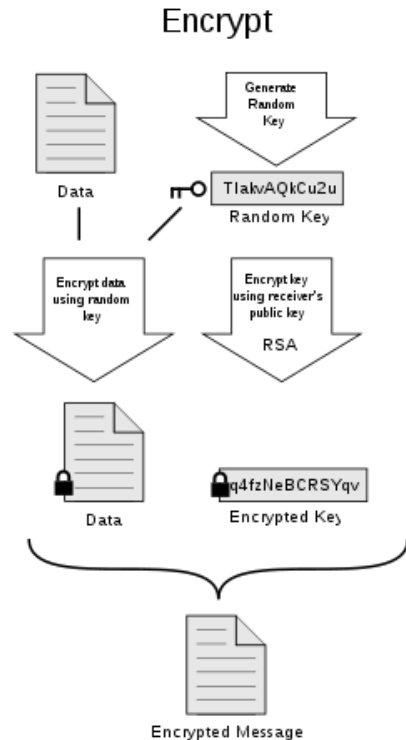 Encrypt
Generate
Random
Key
Data
TIakvAQkCu2u
Random Key
Encrypt data
using random
key
Encrypt key
using receiver's
public key
RSA
Data
q4fzNeBCRSYqv
Encrypted Key
Encrypted Message